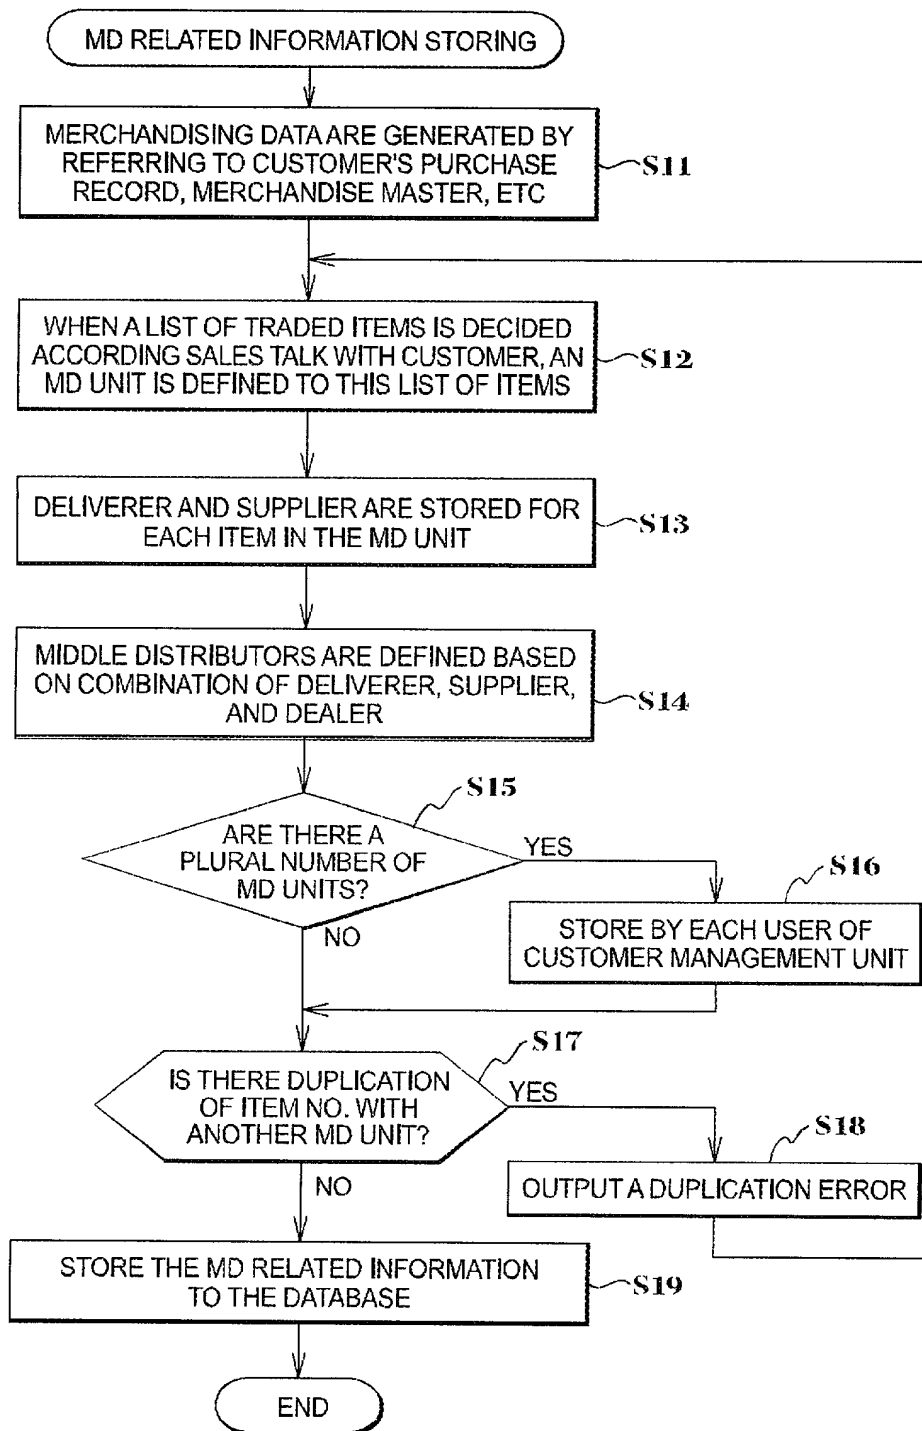 MD RELATED INFORMATION STORING
MERCHANDISING DATA ARE GENERATED BY
REFERRING TO CUSTOMER'S PURCHASE
RECORD, MERCHANDISE MASTER, ETC
S11
WHEN A LIST OF TRADED ITEMS IS DECIDED
ACCORDING SALES TALK WITH CUSTOMER, AN
MD UNIT IS DEFINED TO THIS LIST OF ITEMS
S12
DELIVERER AND SUPPLIER ARE STORED FOR
EACH ITEM IN THE MD UNIT
S13
MIDDLE DISTRIBUTORS ARE DEFINED BASED
ON COMBINATION OF DELIVERER, SUPPLIER,
AND DEALER
S14
S15
ARE THERE A
PLURAL NUMBER OF
MD UNITS?
YES
NO
S16
STORE BY EACH USER OF
CUSTOMER MANAGEMENT UNIT
S17
IS THERE DUPLICATION
OF ITEM NO. WITH
ANOTHER MD UNIT?
YES
NO
S18
OUTPUT A DUPLICATION ERROR
STORE THE MD RELATED INFORMATION
TO THE DATABASE
S19
END